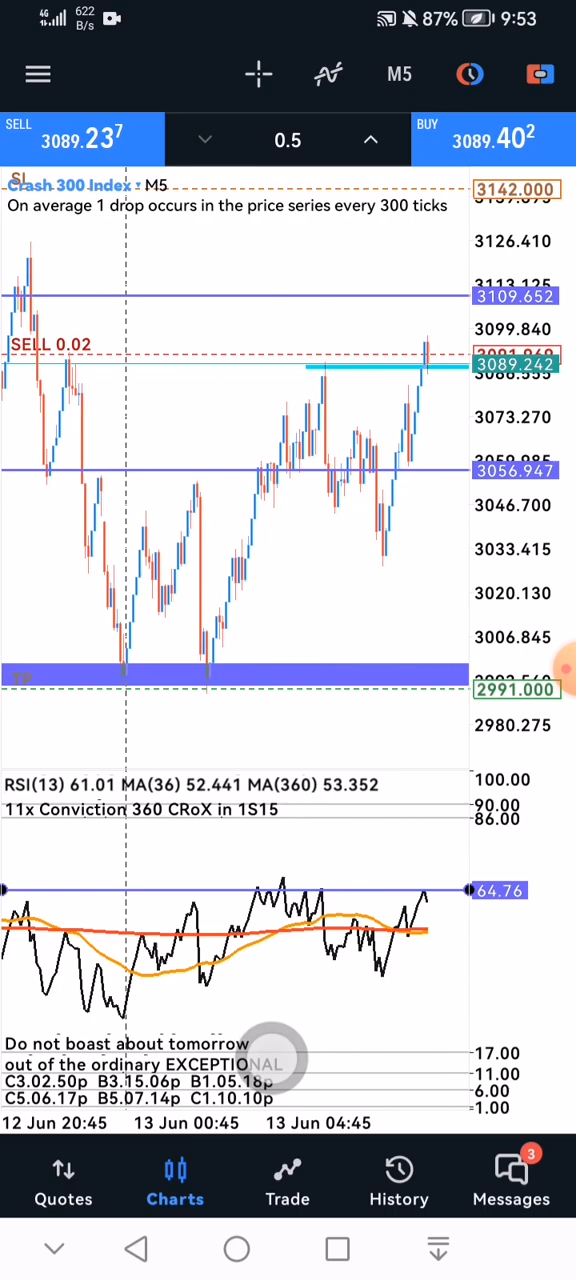 4G 622 B/s 87% 9:53
M5
SELL 3089.23⁷
0.5
BUY 3089.40²
SL
Crash 300 Index M5
On average 1 drop occurs in the price series every 300 ticks
3142.000
3126.410
3113.125
3109.652
3099.840
SELL 0.02
3089.242
3073.270
3056.947
3046.700
3033.415
3020.130
3006.845
TP
2991.000
2980.275
RSI(13) 61.01 MA(36) 52.441 MA(360) 53.352
100.00
11x Conviction 360 CRoX in 1S15
90.00
86.00
64.76
Do not boast about tomorrow
17.00
out of the ordinary EXCEPTIONAL
11.00
C3.02.50p B3.15.06p B1.05.18p
6.00
C5.06.17p B5.07.14p C1.10.10p
1.00
12 Jun 20:45 13 Jun 00:45 13 Jun 04:45
3
Quotes Charts Trade History Messages